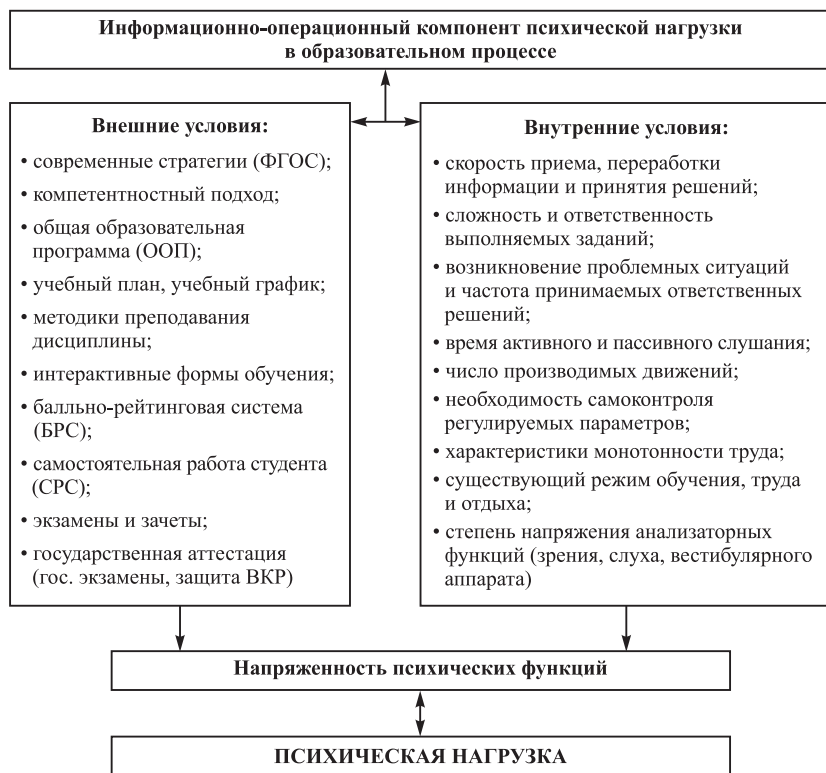 Информационно-операционный компонент психической нагрузки
в образовательном процессе
Внешние условия:
• современные стратегии (ФГОС);
• компетентностный подход;
• общая образовательная
программа (ООП);
• учебный план, учебный график;
• методики преподавания
дисциплины;
• интерактивные формы обучения;
• балльно-рейтинговая система
(БРС);
• самостоятельная работа студента
(СРС);
• экзамены и зачеты;
• государственная аттестация
(гос. экзамены, защита ВКР)
Внутренние условия:
• скорость приема, переработки
информации и принятия решений;
• сложность и ответственность
выполняемых заданий;
• возникновение проблемных ситуаций
и частота принимаемых ответственных
решений;
• время активного и пассивного слушания;
• число производимых движений;
• необходимость самоконтроля
регулируемых параметров;
• характеристики монотонности труда;
• существующий режим обучения, труда
и отдыха;
• степень напряжения анализаторных
функций (зрения, слуха, вестибулярного
аппарата)
Напряженность психических функций
ПСИХИЧЕСКАЯ НАГРУЗКА